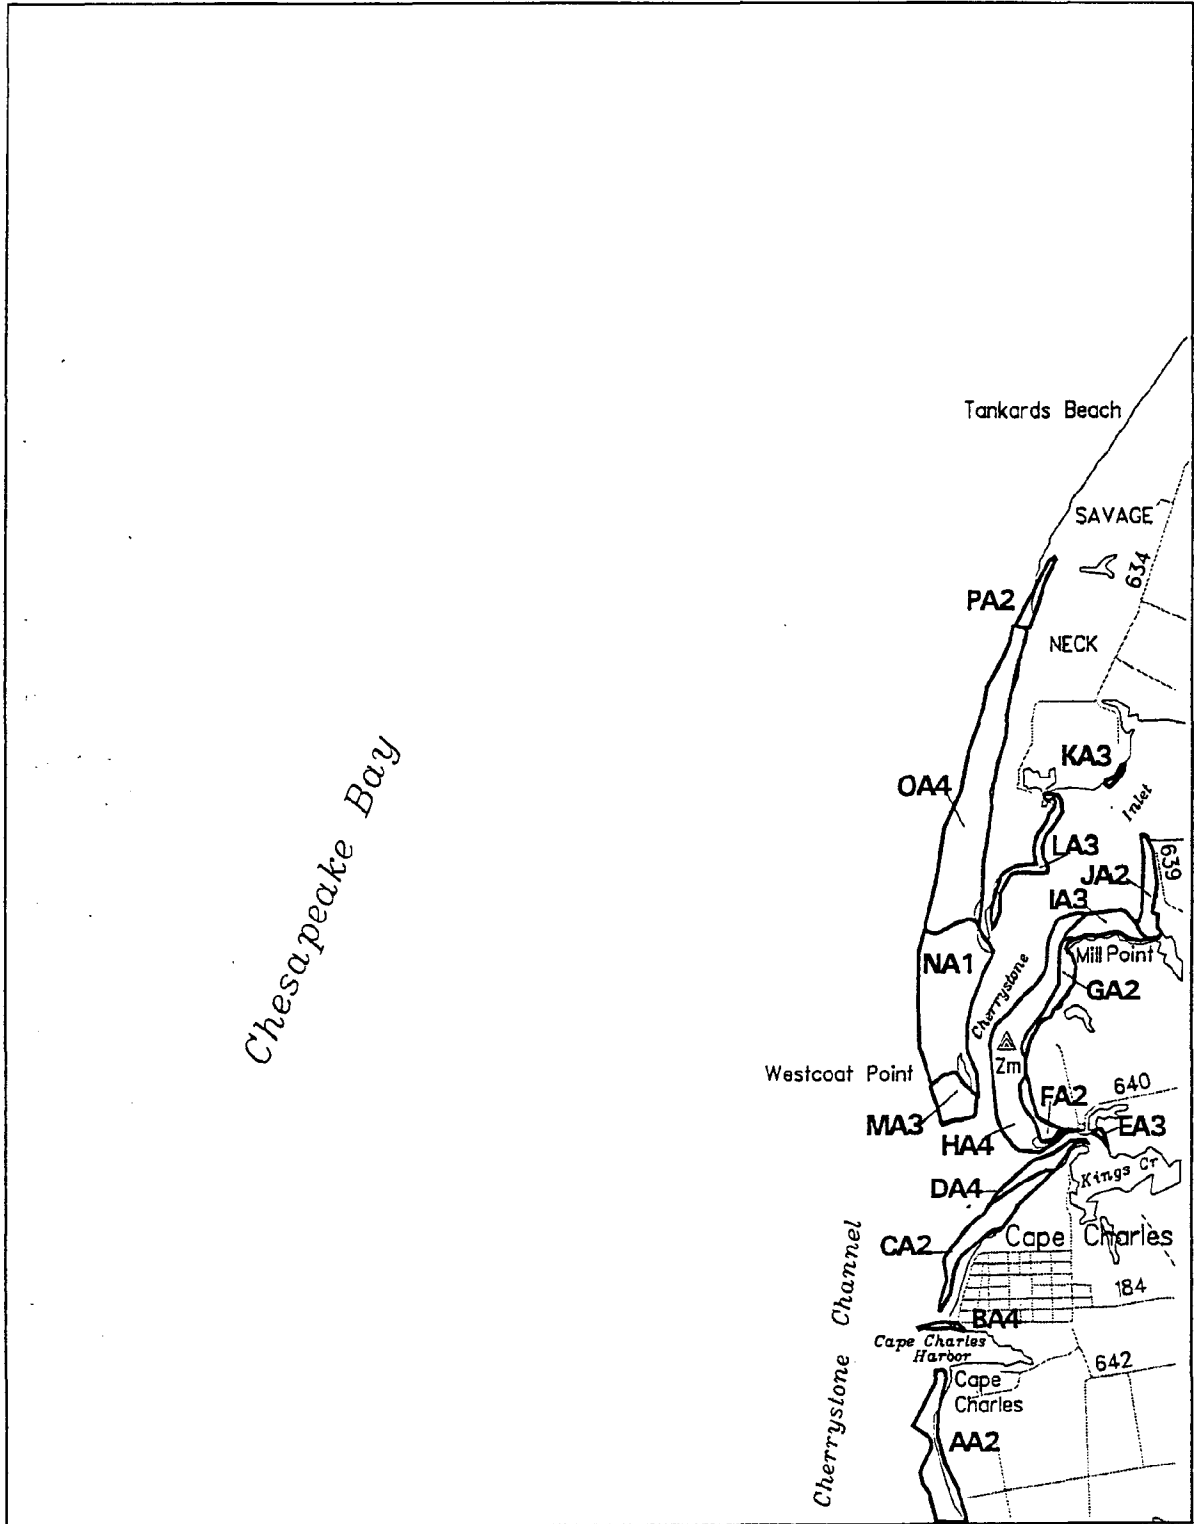 Tankards Beach
SAVAGE
634
PA2
NECK
KA3
OA4
Inlet
LA3
639
JA2
IA3
Chesapeake Bay
Mill Point
NA1
GA2
Cherrystone
Zm
Westcoat Point
640
FA2
MA3
EA3
HA4
Kings Cr
DA4
CA2
Cape Charles
184
BA4
Cherrystone Channel
Cape Charles
Harbor
642
Cape
Charles
AA2